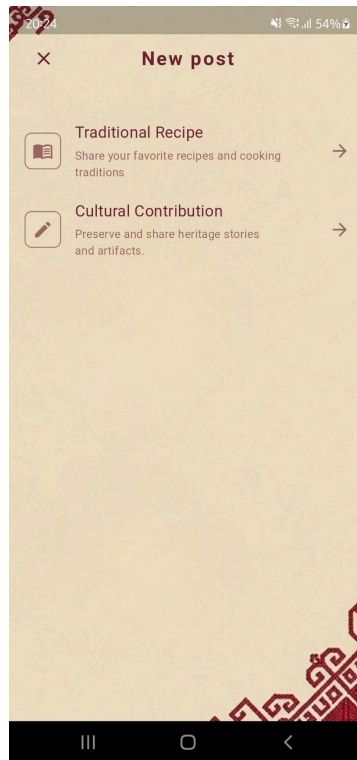 20:24
54%
New post
Traditional Recipe
Share your favorite recipes and cooking
traditions
Cultural Contribution
Preserve and share heritage stories
and artifacts.